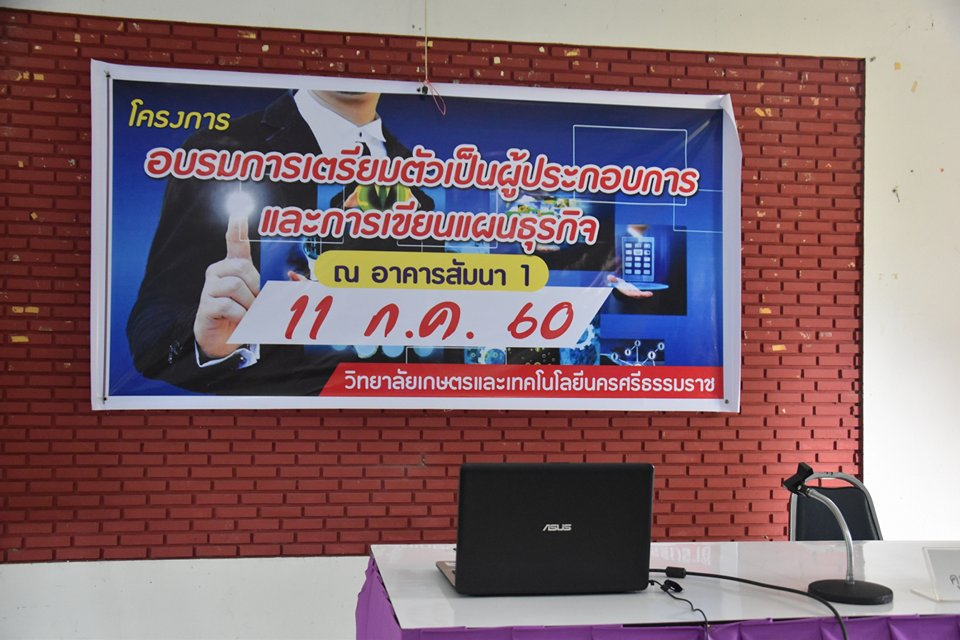 โครงการ
อบรมการเตรียมตัวเป็นผู้ประกอบการ
และการเขียนแผนธุรกิจ
ณ อาคารสัมนา 1
11 ก.ค. 60
วิทยาลัยเกษตรและเทคโนโลยีนครศรีธรรมราช
ASUS